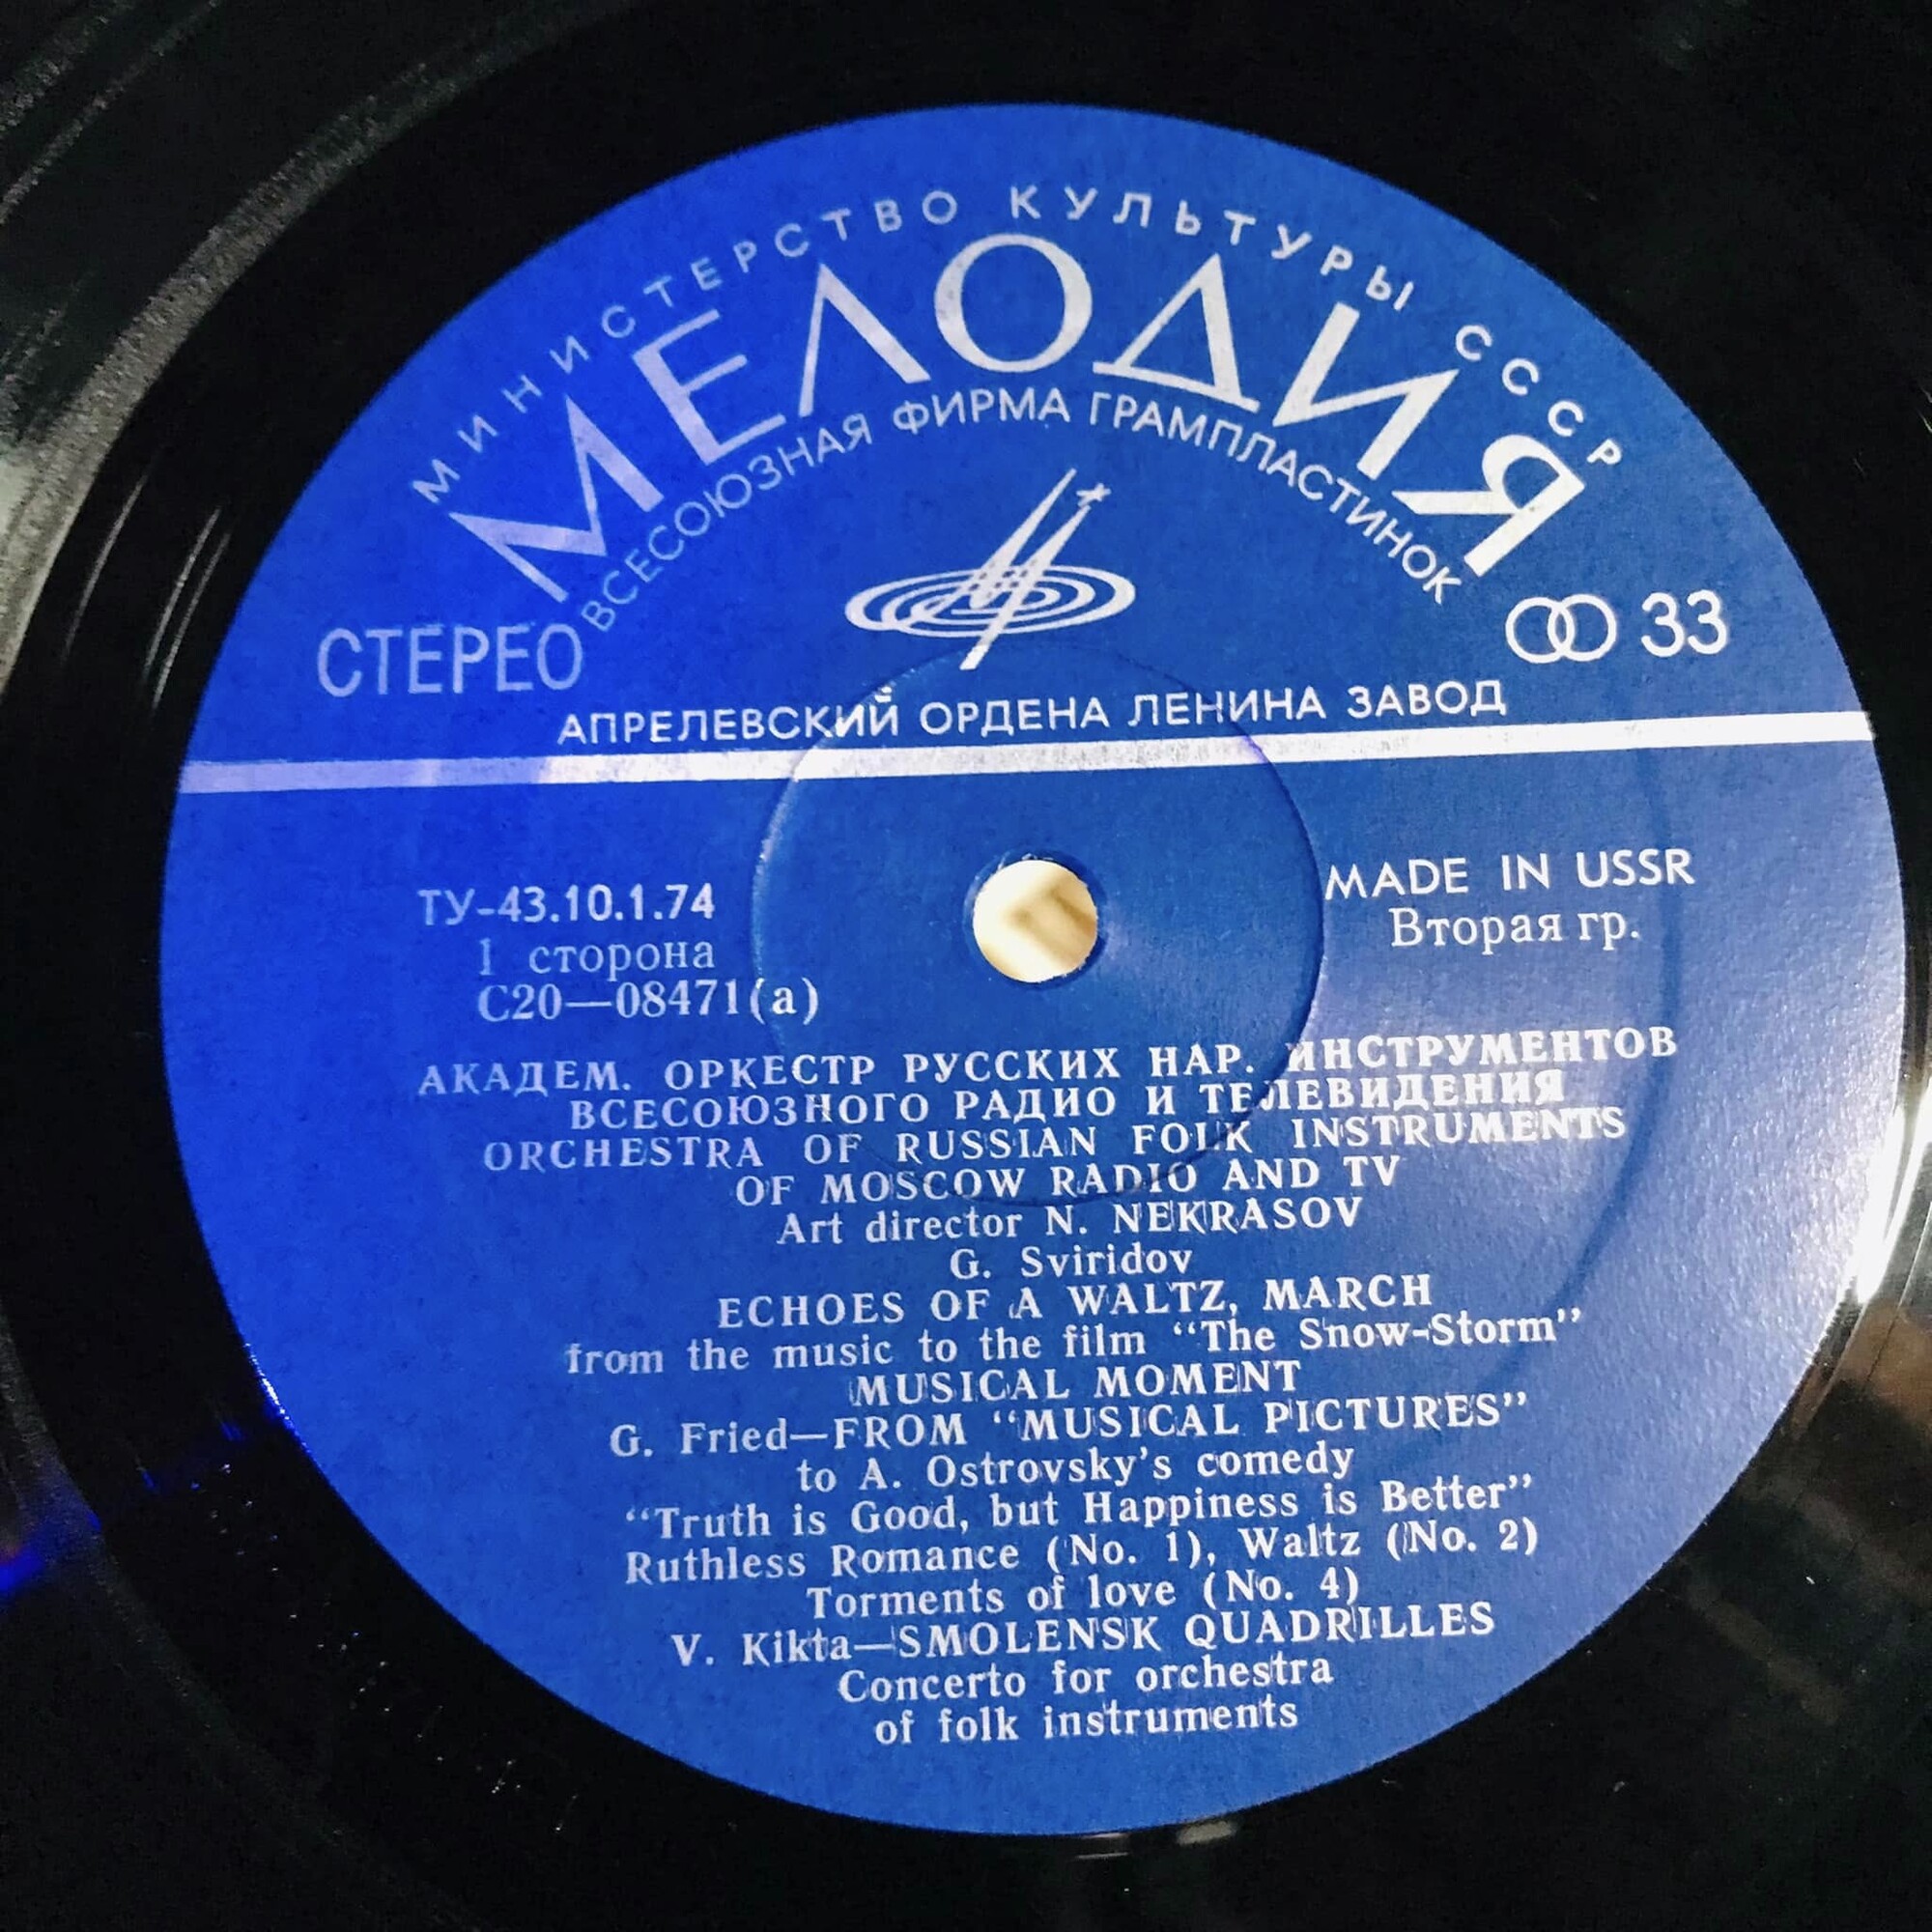 МИНИСТЕРСТВО КУЛЬТУРЫ СССР
МЕЛОДИЯ
ВСЕСОЮЗНАЯ ФИРМА ГРАМПЛАСТИНОК
СТЕРЕО
33
АПРЕЛЕВСКИЙ ОРДЕНА ЛЕНИНА ЗАВОД
ТУ-43.10.1.74
1 сторона
С20—08471(а)
MADE IN USSR
Вторая гр.
АКАДЕМ. ОРКЕСТР РУССКИХ НАР. ИНСТРУМЕНТОВ
ВСЕСОЮЗНОГО РАДИО И ТЕЛЕВИДЕНИЯ
ORCHESTRA OF RUSSIAN FOLK INSTRUMENTS
OF MOSCOW RADIO AND TV
Art director N. NEKRASOV
G. Sviridov
ECHOES OF A WALTZ, MARCH
from the music to the film “The Snow-Storm”
MUSICAL MOMENT
G. Fried—FROM “MUSICAL PICTURES”
to A. Ostrovsky’s comedy
“Truth is Good, but Happiness is Better”
Ruthless Romance (No. 1), Waltz (No. 2)
Torments of love (No. 4)
V. Kikta—SMOLENSK QUADRILLES
Concerto for orchestra
of folk instruments